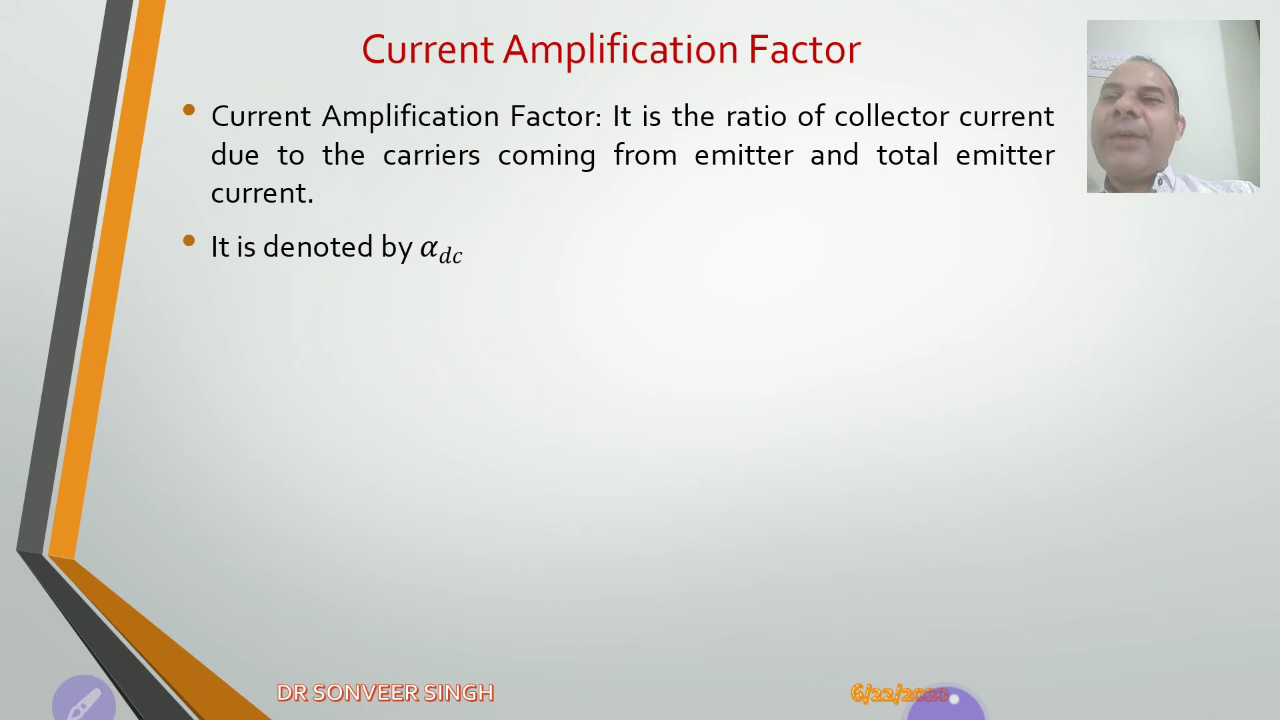 Current Amplification Factor
Current Amplification Factor: It is the ratio of collector current
due to the carriers coming from emitter and total emitter
current.
It is denoted by α_dc
DR SONVEER SINGH